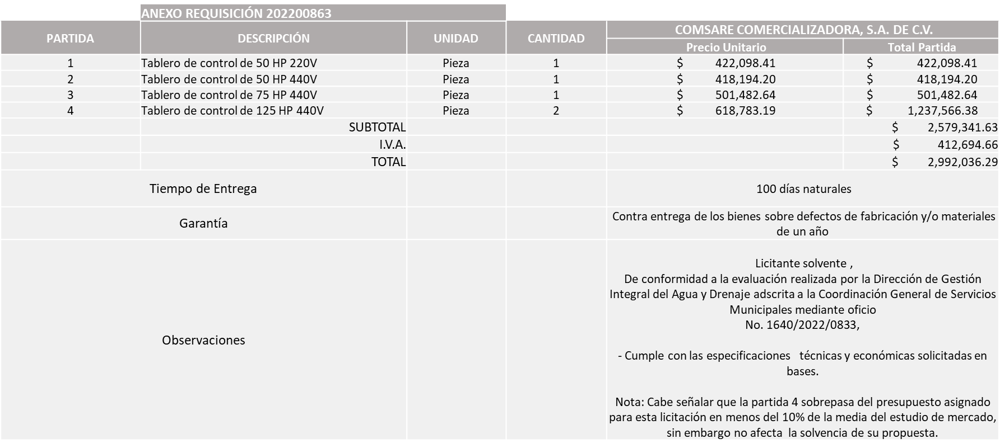 ANEXO REQUISICIÓN 202200863
PARTIDA DESCRIPCIÓN UNIDAD CANTIDAD COMSARE COMERCIALIZADORA, S.A. DE C.V.
Precio Unitario Total Partida
1 Tablero de control de 50 HP 220V Pieza 1 $ 422,098.41 $ 422,098.41
2 Tablero de control de 50 HP 440V Pieza 1 $ 418,194.20 $ 418,194.20
3 Tablero de control de 75 HP 440V Pieza 1 $ 501,482.64 $ 501,482.64
4 Tablero de control de 125 HP 440V Pieza 2 $ 618,783.19 $ 1,237,566.38
SUBTOTAL $ 2,579,341.63
I.V.A. $ 412,694.66
TOTAL $ 2,992,036.29
Tiempo de Entrega 100 días naturales
Garantía Contra entrega de los bienes sobre defectos de fabricación y/o materiales
de un año
Observaciones
Licitante solvente ,
De conformidad a la evaluación realizada por la Dirección de Gestión
Integral del Agua y Drenaje adscrita a la Coordinación General de Servicios
Municipales mediante oficio
No. 1640/2022/0833,
- Cumple con las especificaciones técnicas y económicas solicitadas en
bases.
Nota: Cabe señalar que la partida 4 sobrepasa del presupuesto asignado
para esta licitación en menos del 10% de la media del estudio de mercado,
sin embargo no afecta la solvencia de su propuesta.